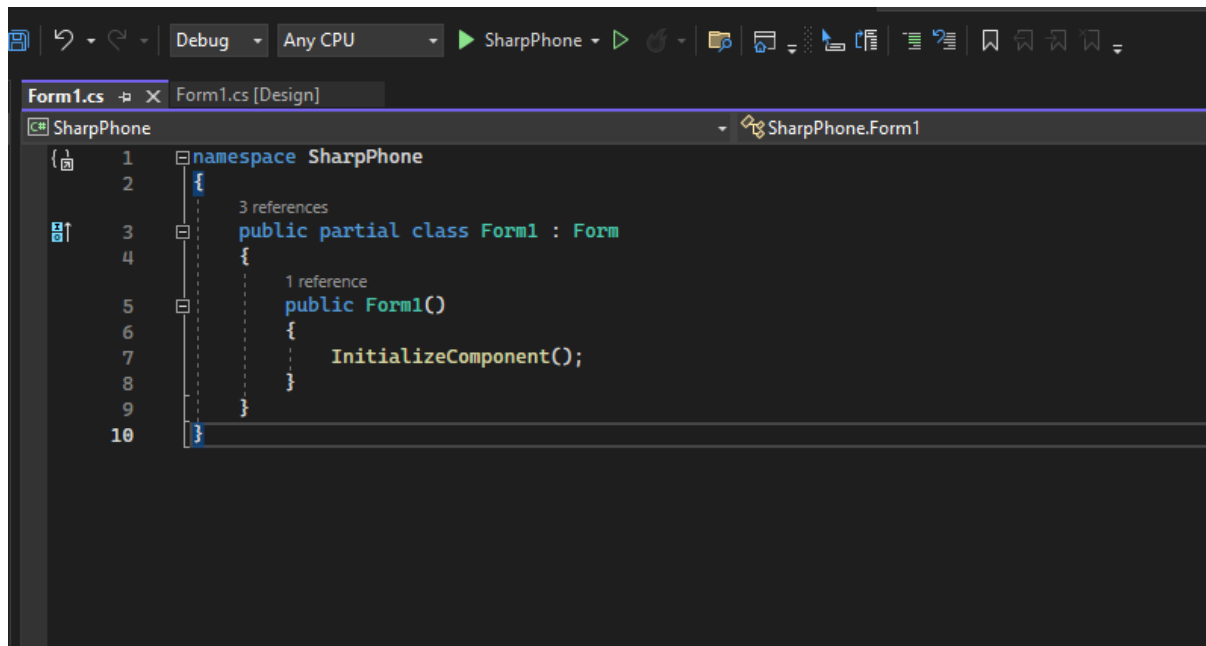 Debug Any CPU SharpPhone
Form1.cs Form1.cs [Design]
C# SharpPhone SharpPhone.Form1
1 namespace SharpPhone
2 {
3 references
3 public partial class Form1 : Form
4 {
1 reference
5 public Form1()
6 {
7 InitializeComponent();
8 }
9 }
10 }